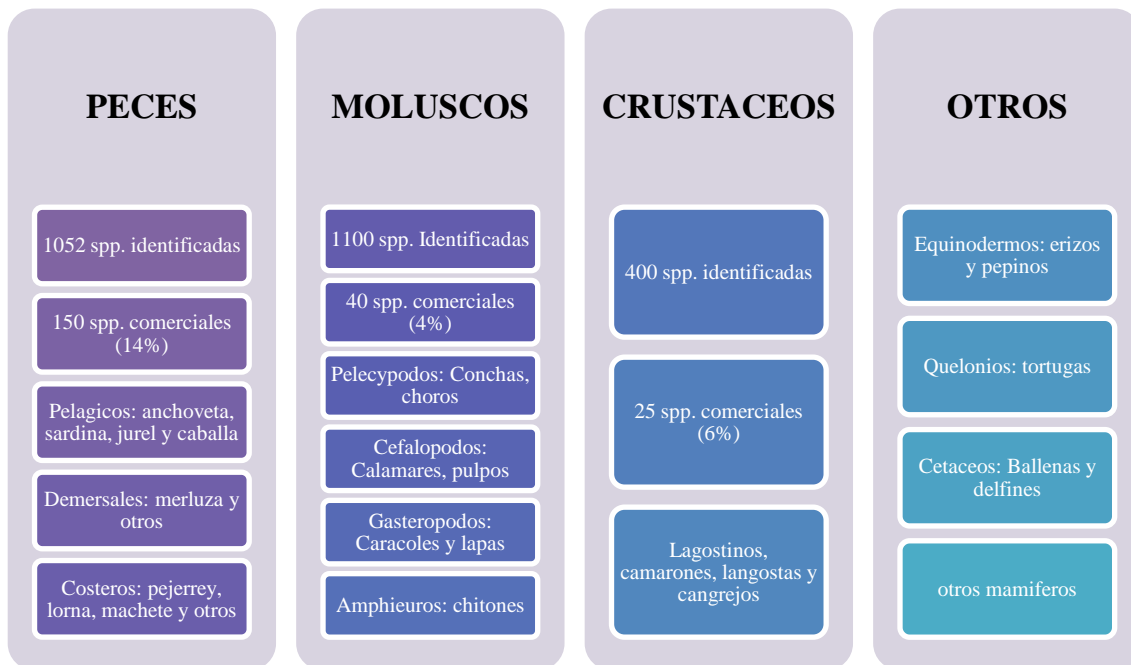 PECES
1052 spp. identificadas
150 spp. comerciales
(14%)
Pelagicos: anchoveta,
sardina, jurel y caballa
Demersales: merluza y
otros
Costeros: pejerrey,
lorna, machete y otros
MOLUSCOS
1100 spp. Identificadas
40 spp. comerciales
(4%)
Pelecypodos: Conchas,
choros
Cefalopodos:
Calamares, pulpos
Gasteropodos:
Caracoles y lapas
Amphieuros: chitones
CRUSTACEOS
400 spp. identificadas
25 spp. comerciales
(6%)
Lagostinos,
camarones, langostas y
cangrejos
OTROS
Equinodermos: erizos
y pepinos
Quelonios: tortugas
Cetaceos: Ballenas y
delfines
otros mamiferos